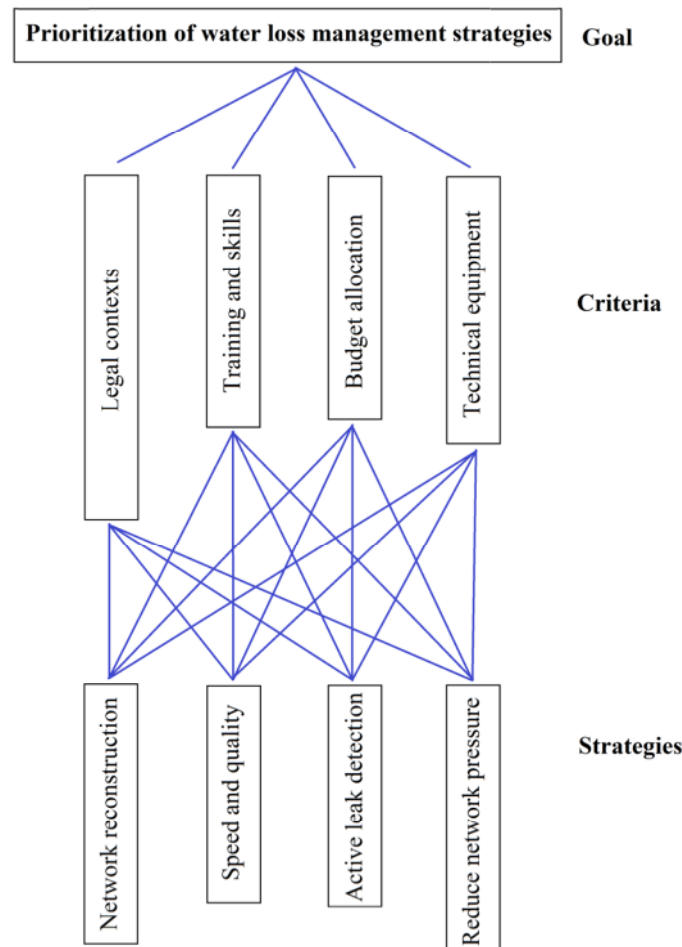 Prioritization of water loss management strategies
Goal
Legal contexts
Training and skills
Budget allocation
Technical equipment
Criteria
Network reconstruction
Speed and quality
Active leak detection
Reduce network pressure
Strategies